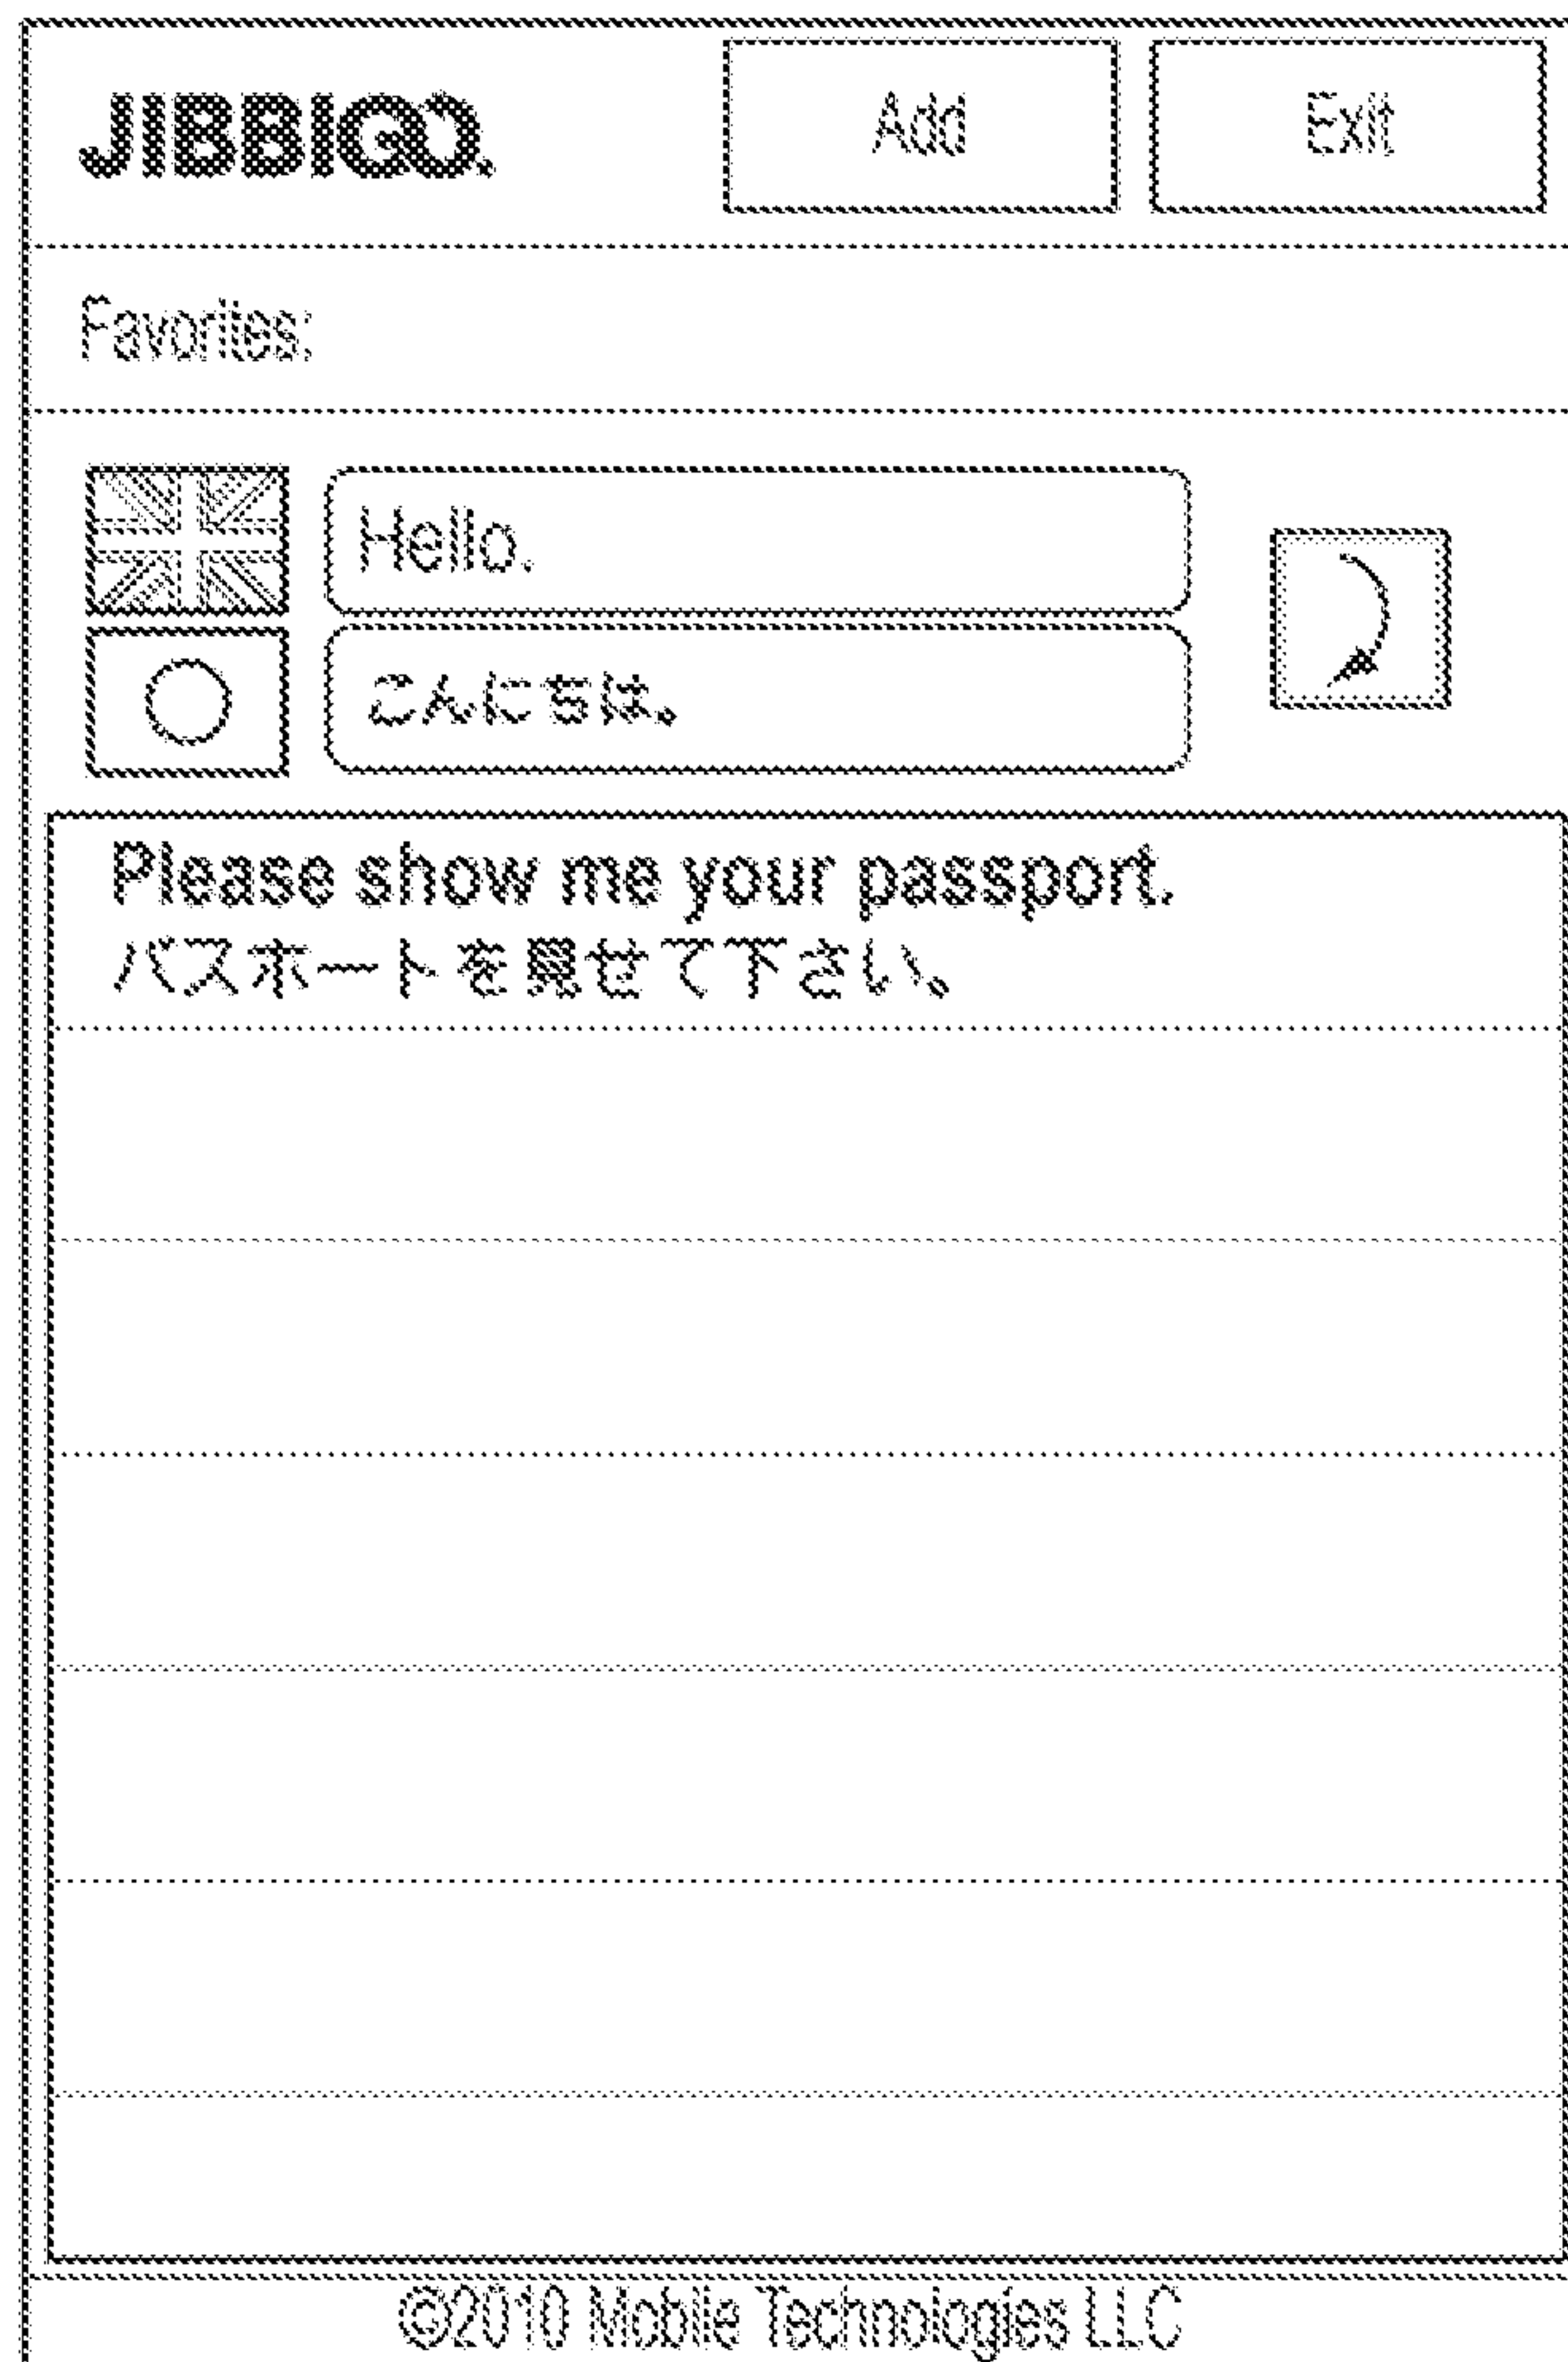 JIBBIGO.
Add
Exit
Favorites:
Hello.
こんにちは。
Please show me your passport.
パスポートを見せて下さい。
©2010 Mobile Technologies LLC